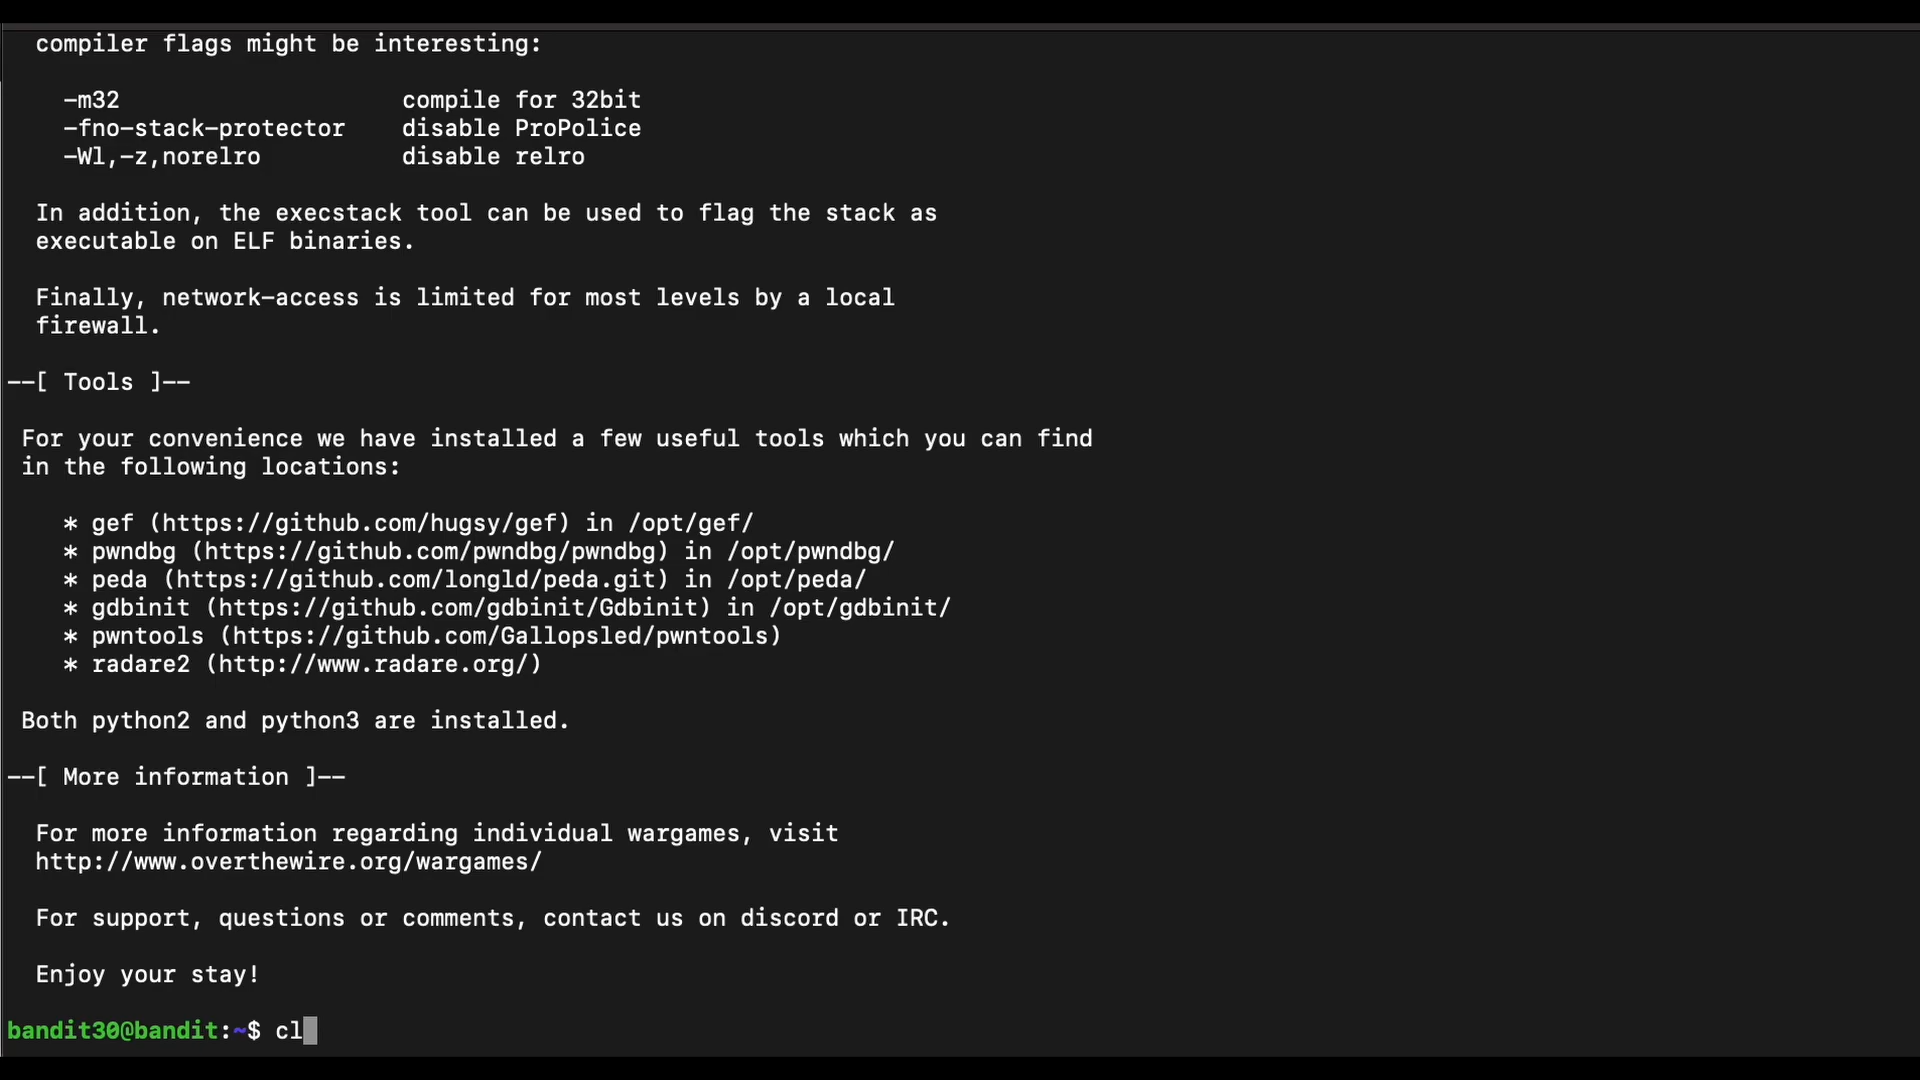 compiler flags might be interesting:
-m32 compile for 32bit
-fno-stack-protector disable ProPolice
-Wl,-z,norelro disable relro
In addition, the execstack tool can be used to flag the stack as
executable on ELF binaries.
Finally, network-access is limited for most levels by a local
firewall.
--[ Tools ]--
For your convenience we have installed a few useful tools which you can find
in the following locations:
* gef (https://github.com/hugsy/gef) in /opt/gef/
* pwndbg (https://github.com/pwndbg/pwndbg) in /opt/pwndbg/
* peda (https://github.com/longld/peda.git) in /opt/peda/
* gdbinit (https://github.com/gdbinit/Gdbinit) in /opt/gdbinit/
* pwntools (https://github.com/Gallopsled/pwntools)
* radare2 (http://www.radare.org/)
Both python2 and python3 are installed.
--[ More information ]--
For more information regarding individual wargames, visit
http://www.overthewire.org/wargames/
For support, questions or comments, contact us on discord or IRC.
Enjoy your stay!
bandit30@bandit:~$ cl